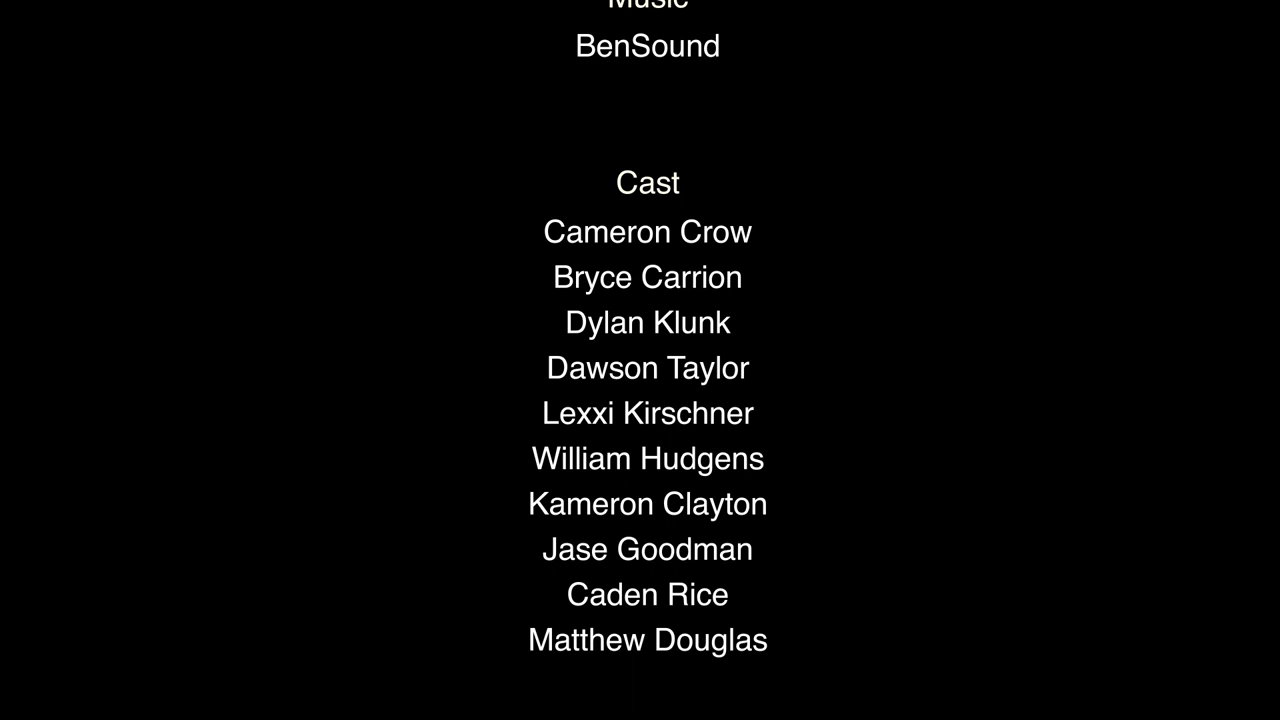 Music
BenSound
Cast
Cameron Crow
Bryce Carrion
Dylan Klunk
Dawson Taylor
Lexxi Kirschner
William Hudgens
Kameron Clayton
Jase Goodman
Caden Rice
Matthew Douglas